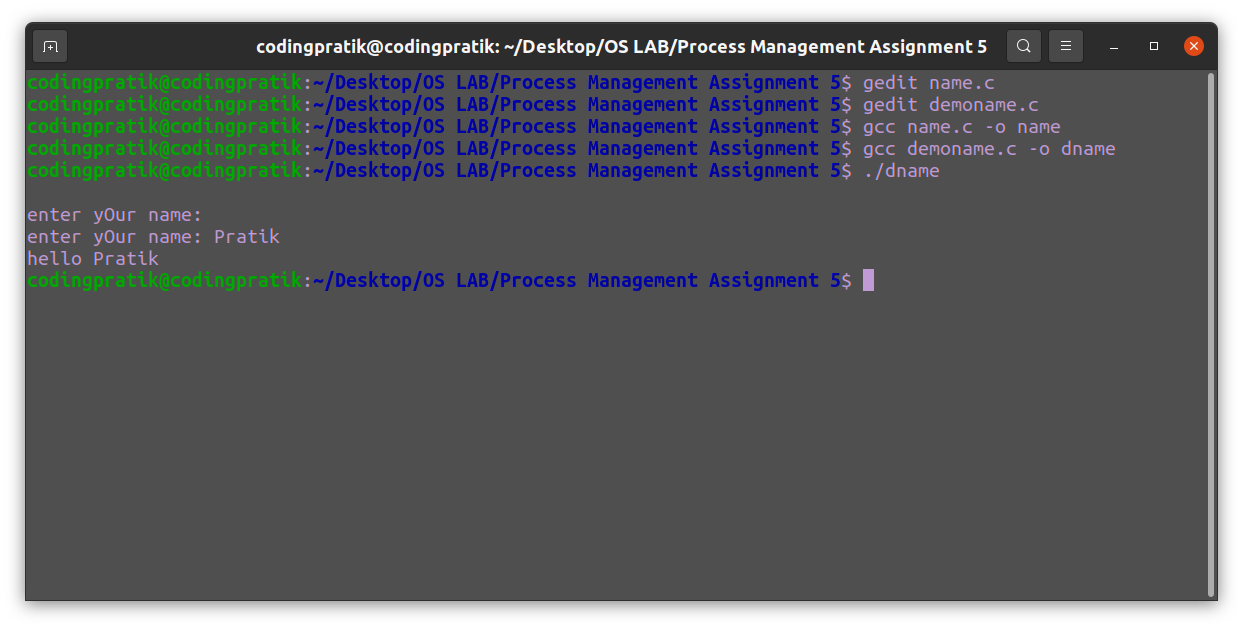 codingpratik@codingpratik: ~/Desktop/OS LAB/Process Management Assignment 5
codingpratik@codingpratik:~/Desktop/OS LAB/Process Management Assignment 5$ gedit name.c
codingpratik@codingpratik:~/Desktop/OS LAB/Process Management Assignment 5$ gedit demoname.c
codingpratik@codingpratik:~/Desktop/OS LAB/Process Management Assignment 5$ gcc name.c -o name
codingpratik@codingpratik:~/Desktop/OS LAB/Process Management Assignment 5$ gcc demoname.c -o dname
codingpratik@codingpratik:~/Desktop/OS LAB/Process Management Assignment 5$ ./dname
enter yOur name:
enter yOur name: Pratik
hello Pratik
codingpratik@codingpratik:~/Desktop/OS LAB/Process Management Assignment 5$